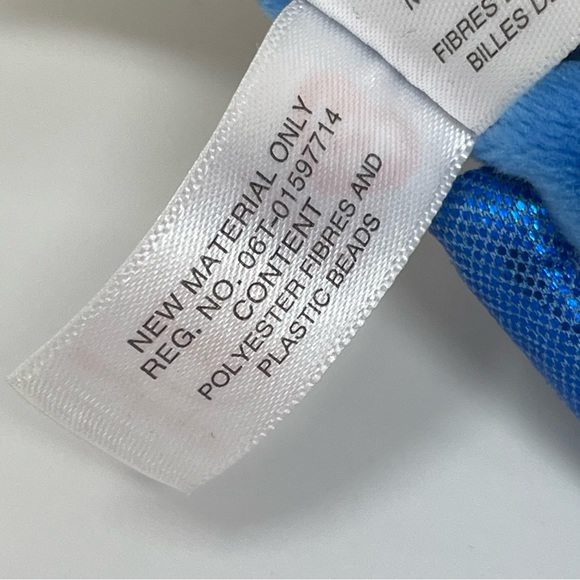 FIBRES
BILLES D
NEW MATERIAL ONLY
REG. NO. 06T-01597714
CONTENT
POLYESTER FIBRES AND
PLASTIC BEADS